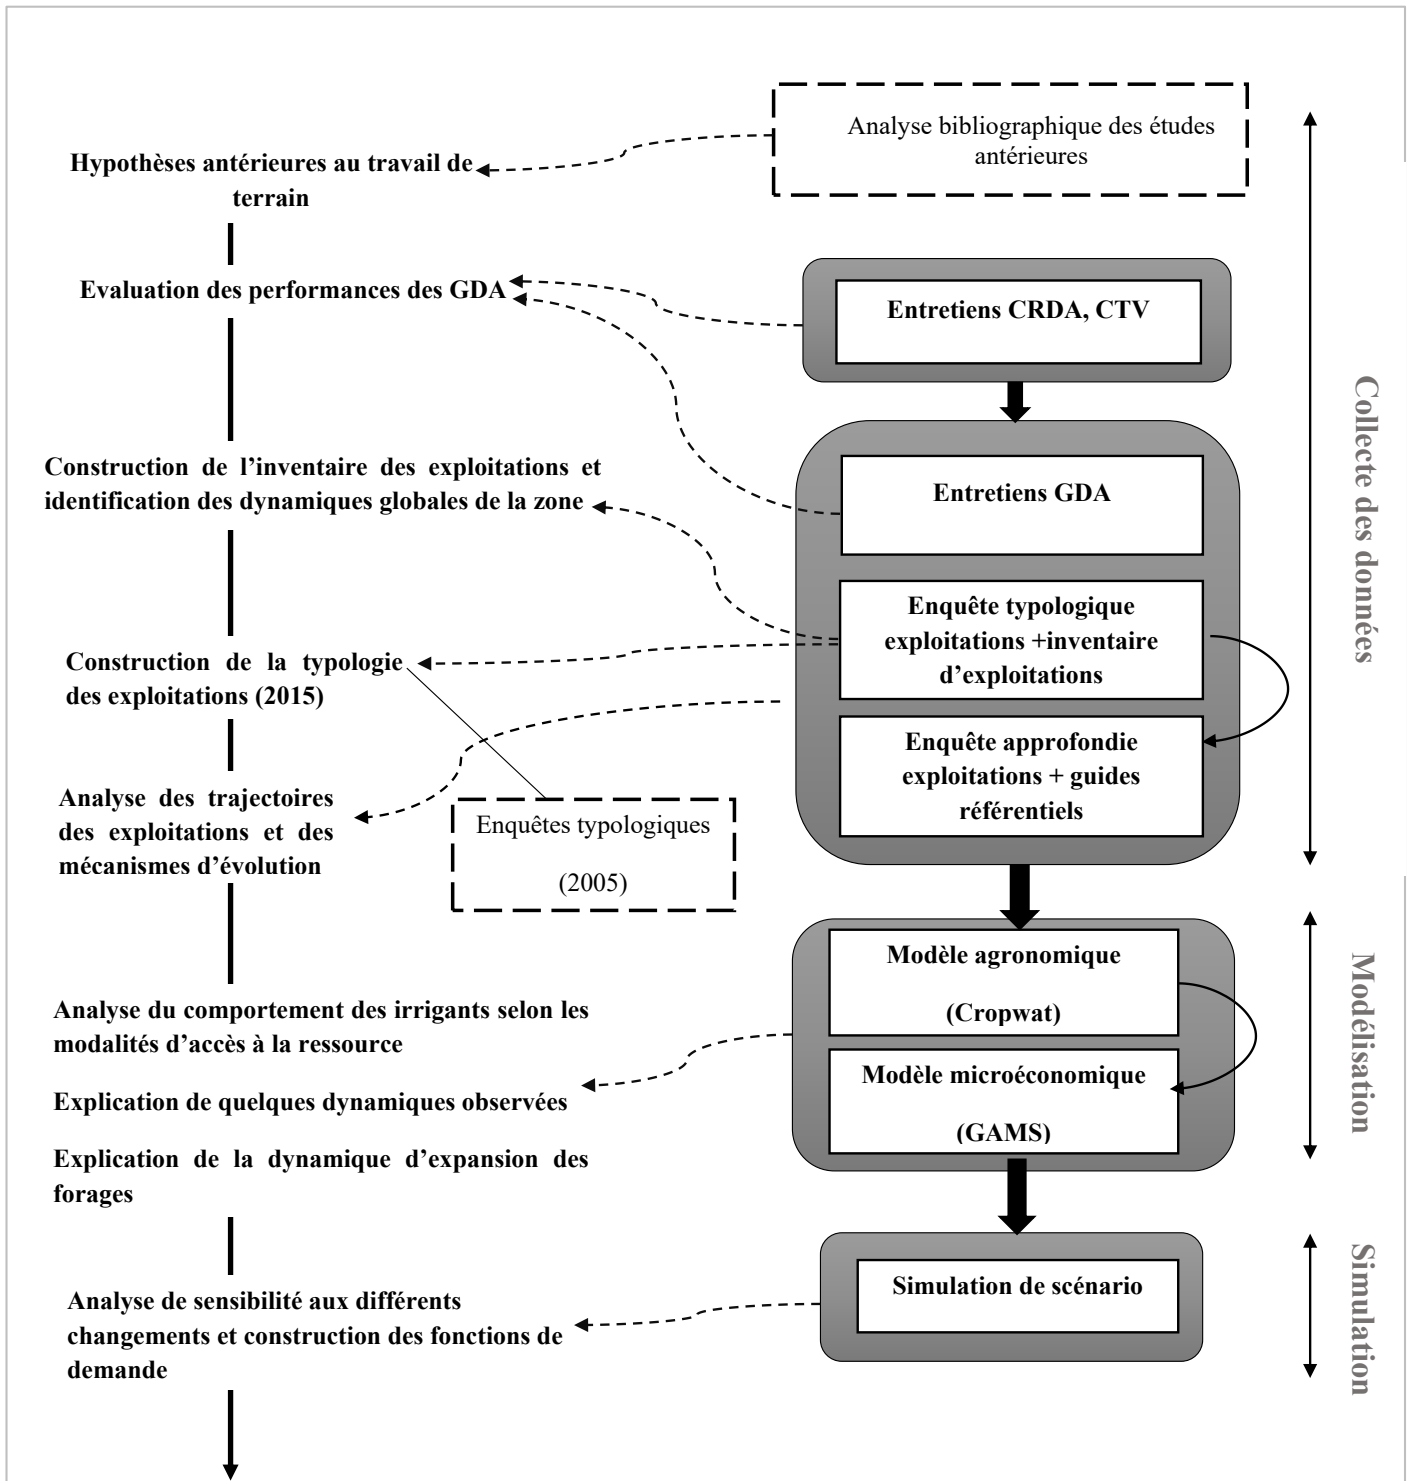 Analyse bibliographique des études
antérieures
Hypothèses antérieures au travail de
terrain
Evaluation des performances des GDA
Entretiens CRDA, CTV
Construction de l’inventaire des exploitations et
identification des dynamiques globales de la zone
Entretiens GDA
Enquête typologique
exploitations +inventaire
d’exploitations
Construction de la typologie
des exploitations (2015)
Enquête approfondie
exploitations + guides
référentiels
Analyse des trajectoires
des exploitations et des
mécanismes d’évolution
Enquêtes typologiques
(2005)
Collecte des données
Modèle agronomique
(Cropwat)
Modèle microéconomique
(GAMS)
Analyse du comportement des irrigants selon les
modalités d’accès à la ressource
Explication de quelques dynamiques observées
Explication de la dynamique d’expansion des
forages
Modélisation
Simulation de scénario
Analyse de sensibilité aux différents
changements et construction des fonctions de
demande
Simulation